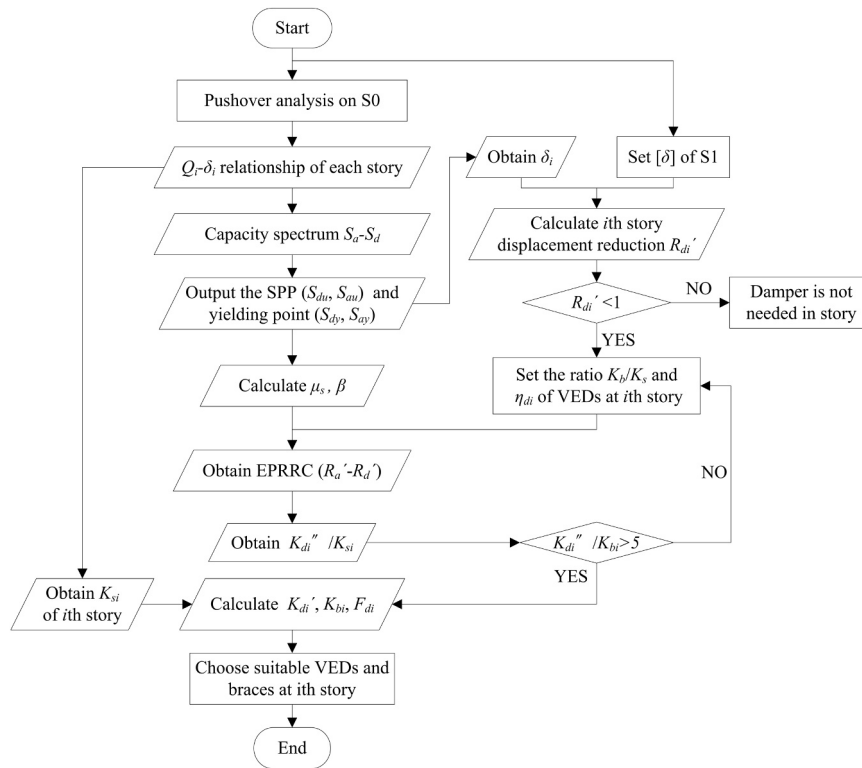 Start
Pushover analysis on S0
Qi-δi relationship of each story
Obtain δi
Set [δ] of S1
Capacity spectrum Sa-Sd
Calculate ith story
displacement reduction Rdi′
Output the SPP (Sdu, Sau) and
yielding point (Sdy, Say)
Rdi′ <1
NO
Damper is not
needed in story
YES
Calculate μs , β
Set the ratio Kb/Ks and
ηdi of VEDs at ith story
Obtain EPRRC (Ra′-Rd′)
NO
Obtain Kdi″ /Ksi
Kdi″ /Kbi>5
YES
Obtain Ksi
of ith story
Calculate Kdi′, Kbi, Fdi
Choose suitable VEDs and
braces at ith story
End